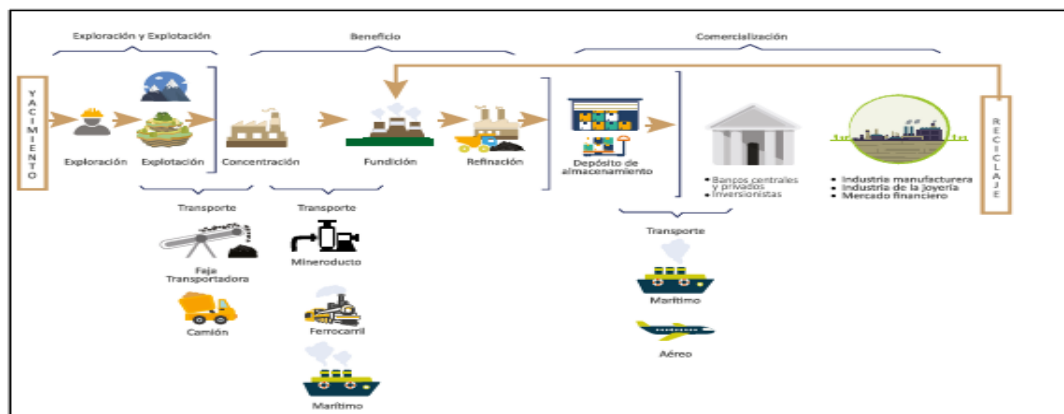 Exploración y Explotación
Beneficio
Comercialización
YACIMIENTO
Exploración
Explotación
Concentración
Fundición
Refinación
Depósito de
almacenamiento
• Bancos centrales
y privados
• Inversionistas
• Industria manufacturera
• Industria de la joyería
• Mercado financiero
RECICLAJE
Transporte
Faja
Transportadora
Camión
Transporte
Mineroducto
Ferrocarril
Marítimo
Transporte
Marítimo
Aéreo